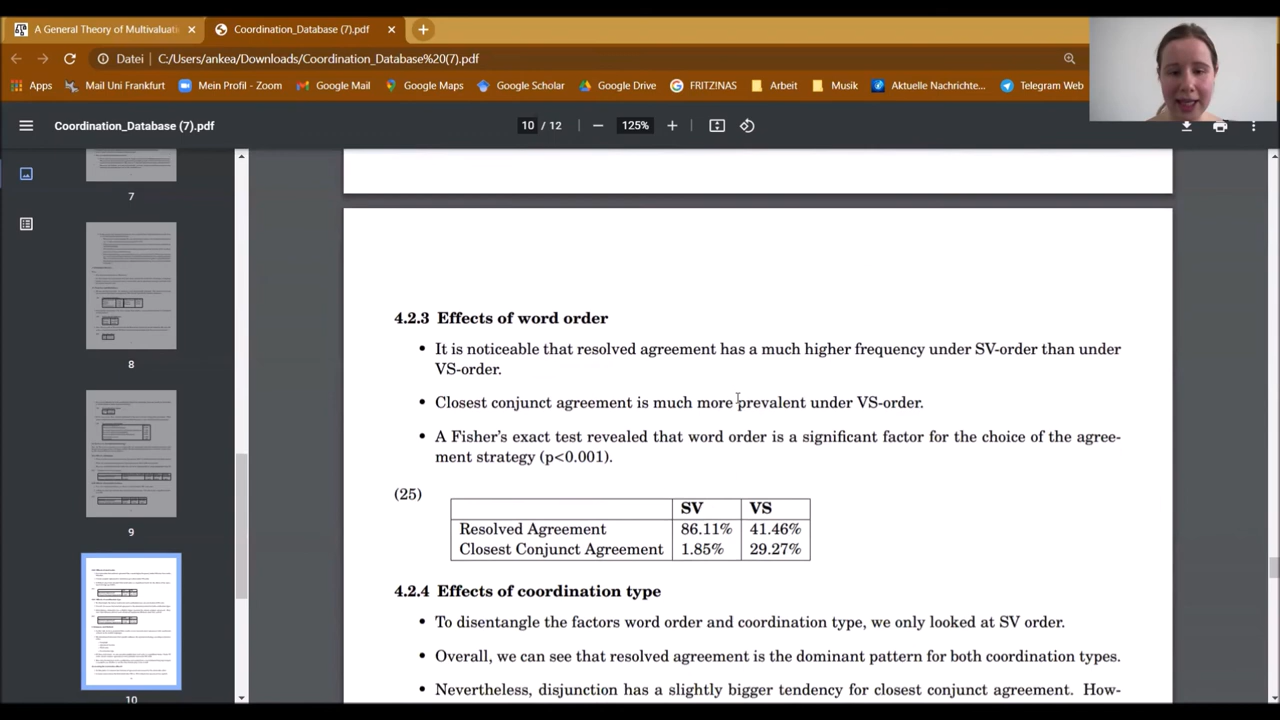 A General Theory of Multivaluati
Coordination_Database (7).pdf
Datei C:/Users/ankea/Downloads/Coordination_Database%20(7).pdf
Apps Mail Uni Frankfurt Mein Profil - Zoom Google Mail Google Maps Google Scholar Google Drive FRITZ!NAS Arbeit Musik Aktuelle Nachrichte... Telegram Web
Coordination_Database (7).pdf 10 / 12 125%
7
8
9
10
4.2.3 Effects of word order
• It is noticeable that resolved agreement has a much higher frequency under SV-order than under
VS-order.
• Closest conjunct agreement is much more prevalent under VS-order.
• A Fisher's exact test revealed that word order is a significant factor for the choice of the agree-
ment strategy (p<0.001).
(25)
SV VS
Resolved Agreement 86.11% 41.46%
Closest Conjunct Agreement 1.85% 29.27%
4.2.4 Effects of coordination type
• To disentangle the factors word order and coordination type, we only looked at SV order.
• Overall, we can see that resolved agreement is the dominant pattern for both coordination types.
• Nevertheless, disjunction has a slightly bigger tendency for closest conjunct agreement. How-